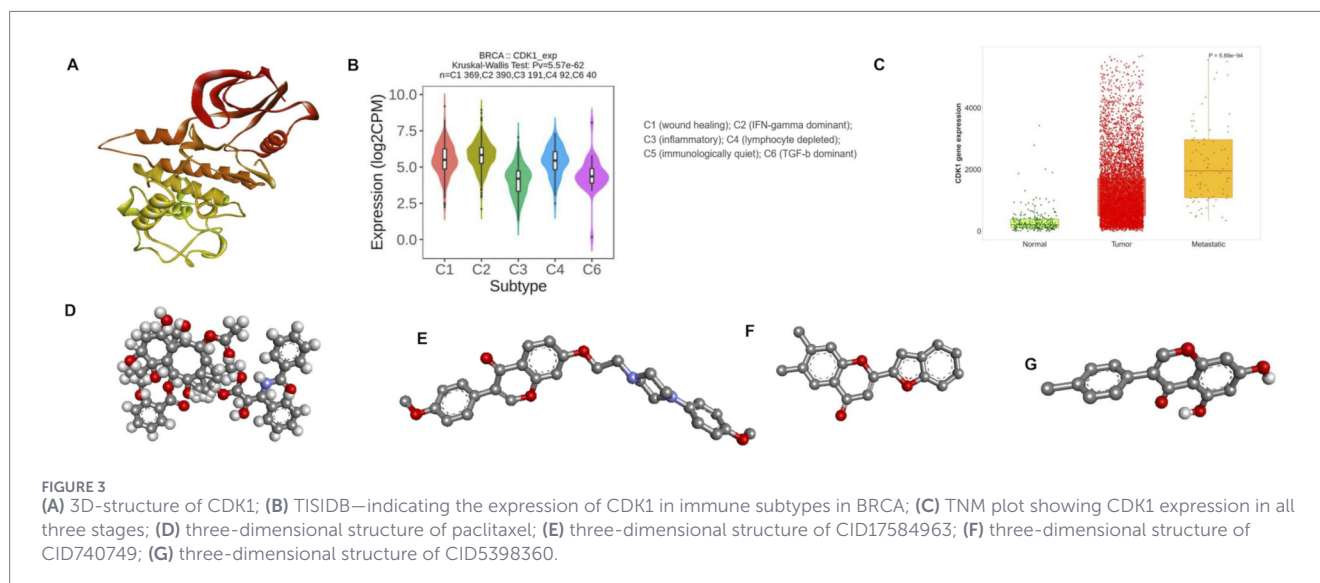 A
B
BRCA :: CDK1_exp
Kruskal-Wallis Test: Pv=5.57e-62
n=C1 369,C2 390,C3 191,C4 92,C6 40
Expression (log2CPM)
10.0
7.5
5.0
2.5
0.0
C1 C2 C3 C4 C6
Subtype
C1 (wound healing); C2 (IFN-gamma dominant);
C3 (inflammatory); C4 (lymphocyte depleted);
C5 (immunologically quiet); C6 (TGF-b dominant)
C
P = 5.89e-94
CDK1 gene expression
4000
2000
0
Normal Tumor Metastatic
D
E
F
G
FIGURE 3
(A) 3D-structure of CDK1; (B) TISIDB—indicating the expression of CDK1 in immune subtypes in BRCA; (C) TNM plot showing CDK1 expression in all
three stages; (D) three-dimensional structure of paclitaxel; (E) three-dimensional structure of CID17584963; (F) three-dimensional structure of
CID740749; (G) three-dimensional structure of CID5398360.